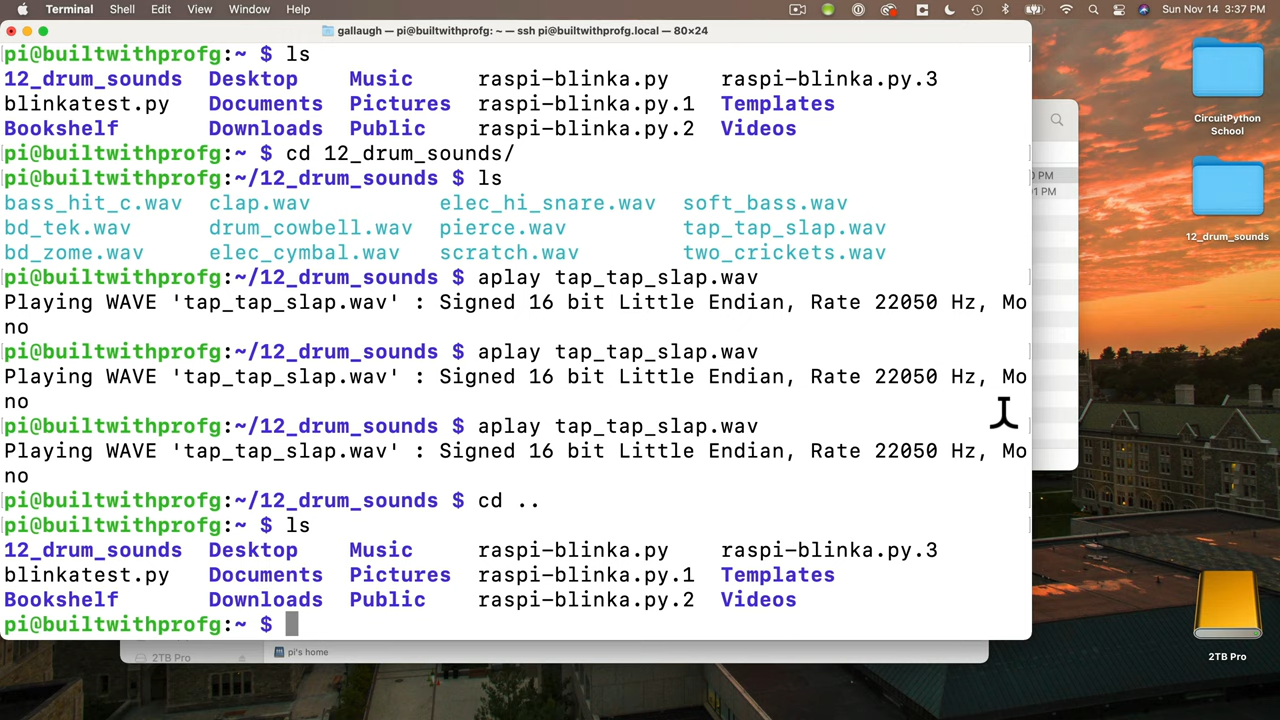 Terminal Shell Edit View Window Help Sun Nov 14 3:37 PM
gallaugh — pi@builtwithprofg: ~ — ssh pi@builtwithprofg.local — 80×24
pi@builtwithprofg:~ $ ls
12_drum_sounds Desktop Music raspi-blinka.py raspi-blinka.py.3
blinkatest.py Documents Pictures raspi-blinka.py.1 Templates
Bookshelf Downloads Public raspi-blinka.py.2 Videos
pi@builtwithprofg:~ $ cd 12_drum_sounds/
pi@builtwithprofg:~/12_drum_sounds $ ls
bass_hit_c.wav clap.wav elec_hi_snare.wav soft_bass.wav
bd_tek.wav drum_cowbell.wav pierce.wav tap_tap_slap.wav
bd_zome.wav elec_cymbal.wav scratch.wav two_crickets.wav
pi@builtwithprofg:~/12_drum_sounds $ aplay tap_tap_slap.wav
Playing WAVE 'tap_tap_slap.wav' : Signed 16 bit Little Endian, Rate 22050 Hz, Mo
no
pi@builtwithprofg:~/12_drum_sounds $ aplay tap_tap_slap.wav
Playing WAVE 'tap_tap_slap.wav' : Signed 16 bit Little Endian, Rate 22050 Hz, Mo
no
pi@builtwithprofg:~/12_drum_sounds $ aplay tap_tap_slap.wav
Playing WAVE 'tap_tap_slap.wav' : Signed 16 bit Little Endian, Rate 22050 Hz, Mo
no
pi@builtwithprofg:~/12_drum_sounds $ cd ..
pi@builtwithprofg:~ $ ls
12_drum_sounds Desktop Music raspi-blinka.py raspi-blinka.py.3
blinkatest.py Documents Pictures raspi-blinka.py.1 Templates
Bookshelf Downloads Public raspi-blinka.py.2 Videos
pi@builtwithprofg:~ $
2TB Pro
pi's home
PM
PM
CircuitPython
School
12_drum_sounds
2TB Pro